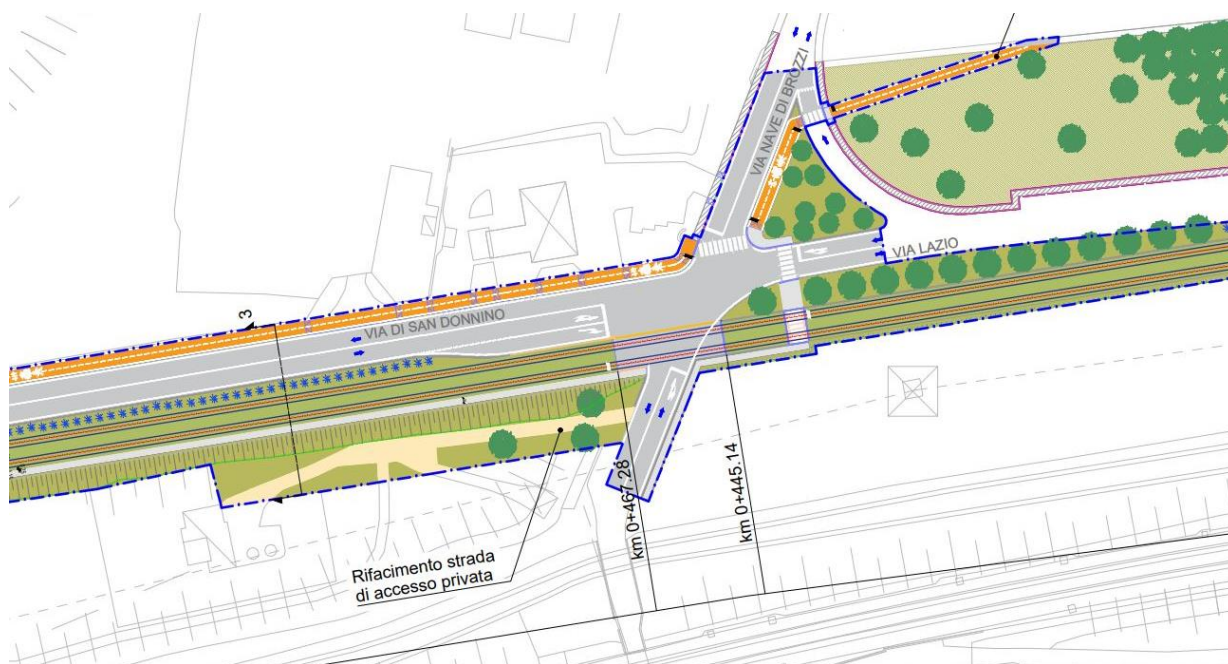 VIA NAVE DI BROZZI
VIA LAZIO
3
VIA DI SAN DONNINO
km 0+467.28
km 0+445.14
Rifacimento strada
di accesso privata